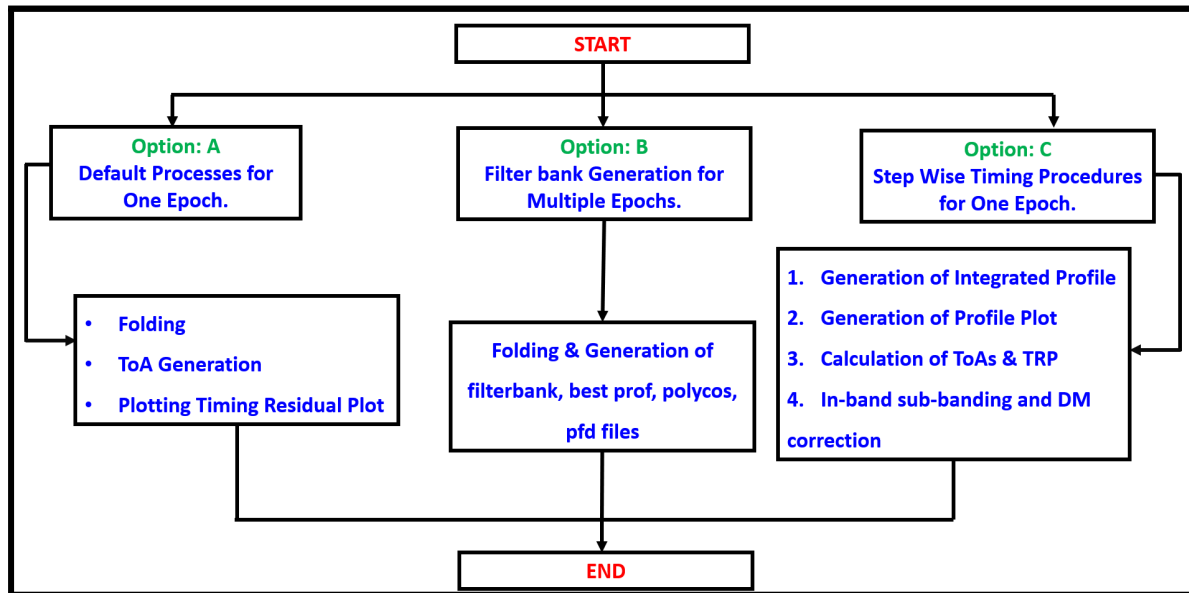 START
Option: A
Default Processes for
One Epoch.
Option: B
Filter bank Generation for
Multiple Epochs.
Option: C
Step Wise Timing Procedures
for One Epoch.
• Folding
• ToA Generation
• Plotting Timing Residual Plot
Folding & Generation of
filterbank, best prof, polycos,
pfd files
1. Generation of Integrated Profile
2. Generation of Profile Plot
3. Calculation of ToAs & TRP
4. In-band sub-banding and DM
correction
END